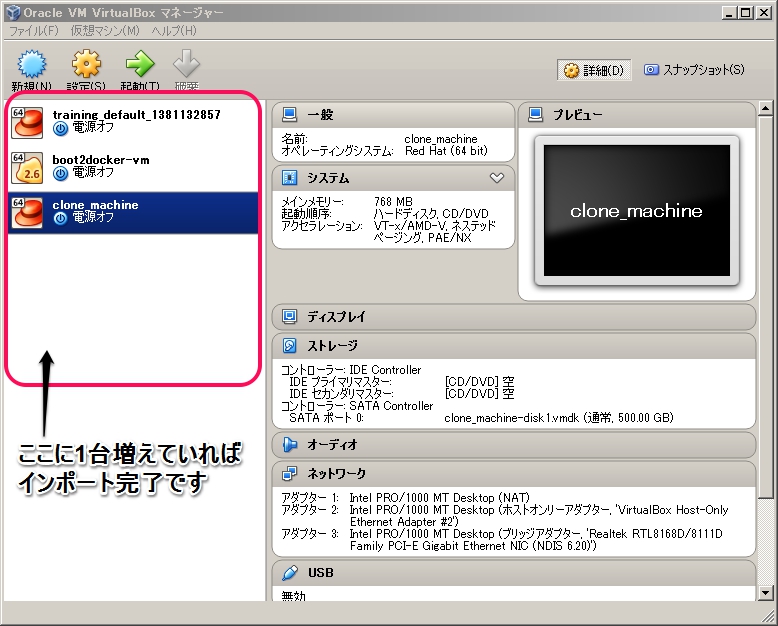 Oracle VM VirtualBox マネージャー
ファイル(F) 仮想マシン(M) ヘルプ(H)
新規(N) 設定(S) 起動(T) 破棄
詳細(D) スナップショット(S)
64
training_default_1381132857
電源オフ
64
2.6
boot2docker-vm
電源オフ
64
clone_machine
電源オフ
ここに1台増えていれば
インポート完了です
一般
名前: clone_machine
オペレーティングシステム: Red Hat (64 bit)
システム
メインメモリー: 768 MB
起動順序: ハードディスク, CD/DVD
アクセラレーション: VT-x/AMD-V, ネステッド
ページング, PAE/NX
プレビュー
clone_machine
ディスプレイ
ストレージ
コントローラー: IDE Controller
IDE プライマリマスター: [CD/DVD] 空
IDE セカンダリマスター: [CD/DVD] 空
コントローラー: SATA Controller
SATA ポート 0: clone_machine-disk1.vmdk (通常, 500.00 GB)
オーディオ
ネットワーク
アダプター 1: Intel PRO/1000 MT Desktop (NAT)
アダプター 2: Intel PRO/1000 MT Desktop (ホストオンリーアダプター, 'VirtualBox Host-Only
Ethernet Adapter #2')
アダプター 3: Intel PRO/1000 MT Desktop (ブリッジアダプター, 'Realtek RTL8168D/8111D
Family PCI-E Gigabit Ethernet NIC (NDIS 6.20)')
USB
無効